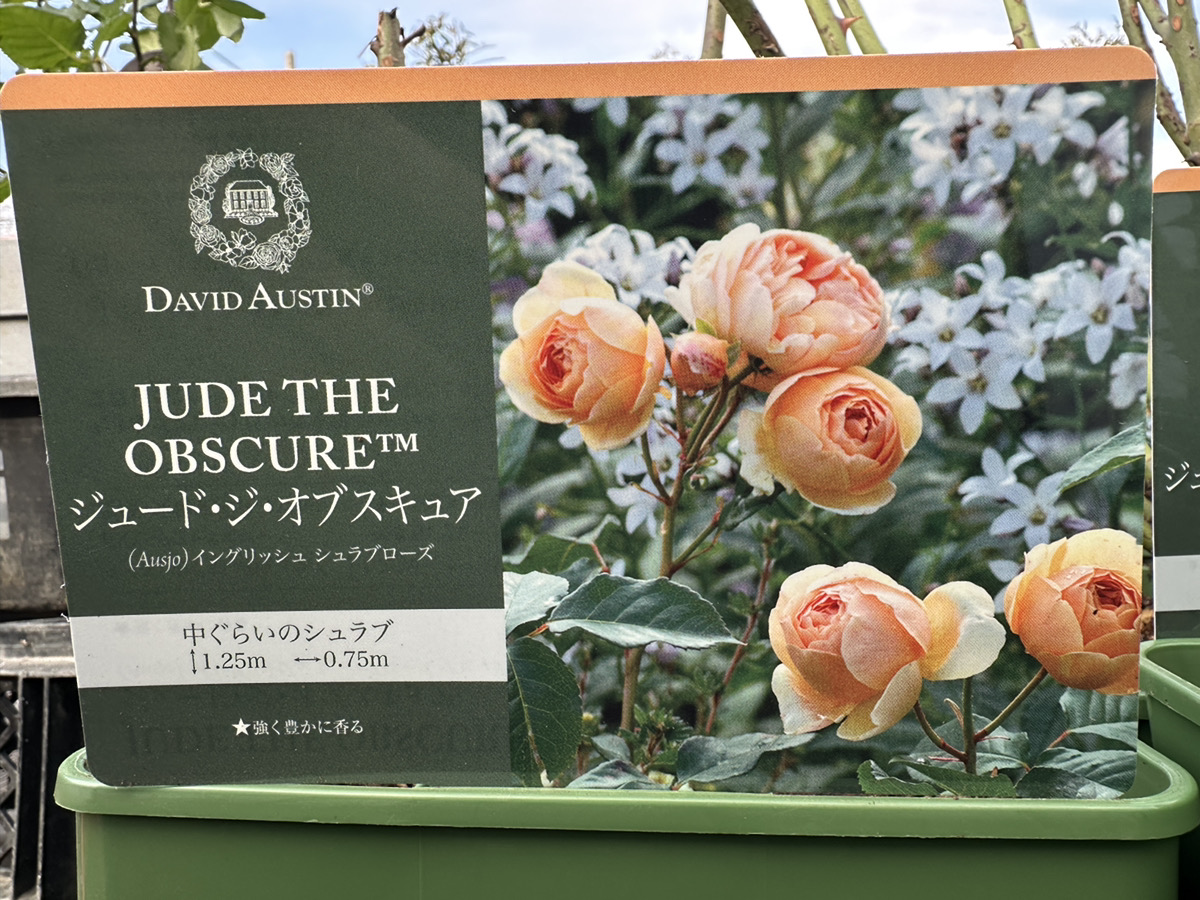 DAVID AUSTIN®
JUDE THE
OBSCURE™
ジュード・ジ・オブスキュア
(Ausjo)イングリッシュ シュラブローズ
中ぐらいのシュラブ
↕1.25m ↔0.75m
★強く豊かに香る
ジュ